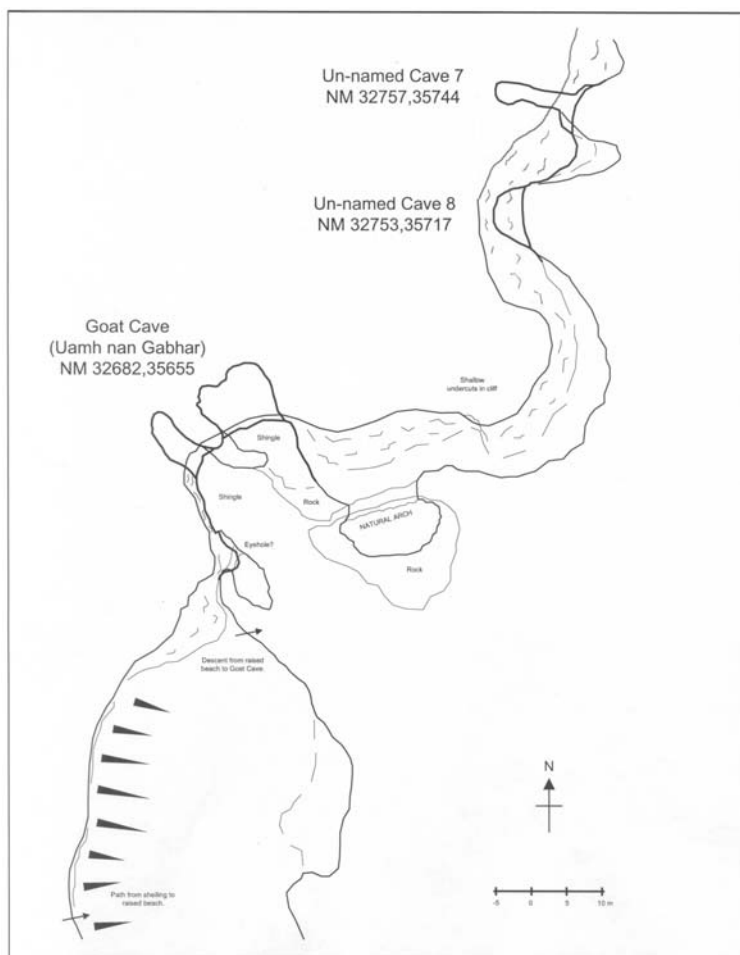 Un-named Cave 7
NM 32757,35744
Un-named Cave 8
NM 32753,35717
Goat Cave
(Uamh nan Gabhar)
NM 32682,35655
Shallow
undercuts in cliff
Shingle
Shingle
Rock
NATURAL ARCH
Eyehole?
Rock
Descent from raised
beach to Goat Cave.
N
Path from shelling to
raised beach.
-5 0 5 10 m